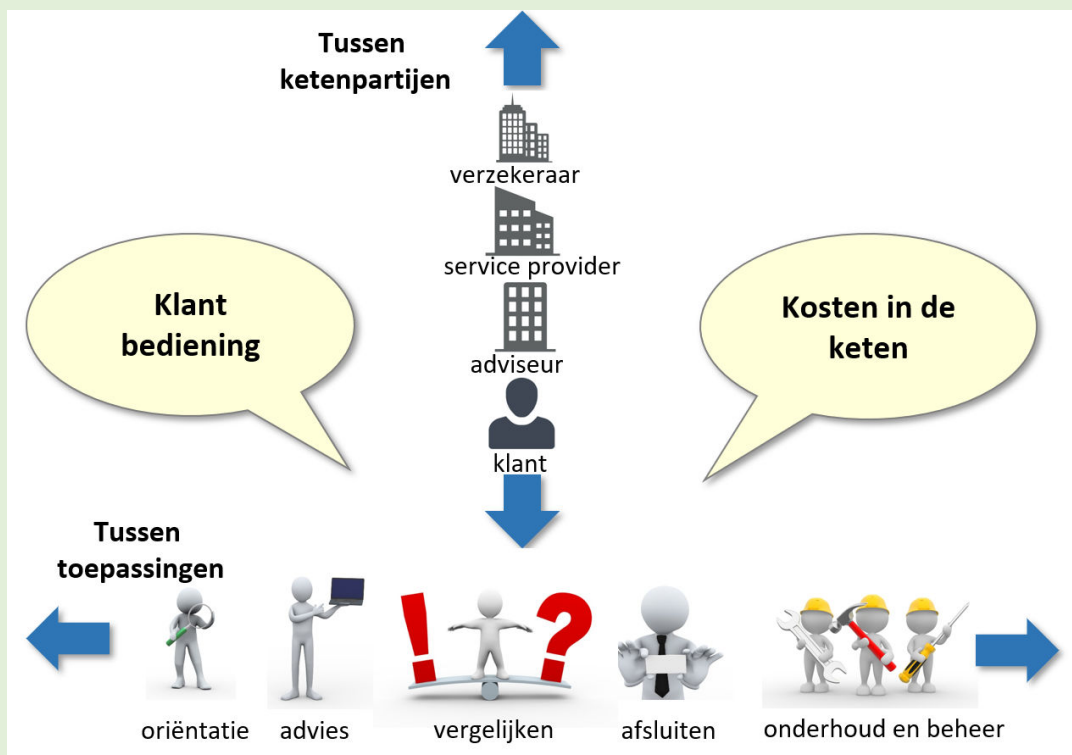 Tussen
ketenpartijen
verzekeraar
service provider
adviseur
klant
Klant
bediening
Kosten in de
keten
Tussen
toepassingen
! ?
oriëntatie advies vergelijken afsluiten onderhoud en beheer